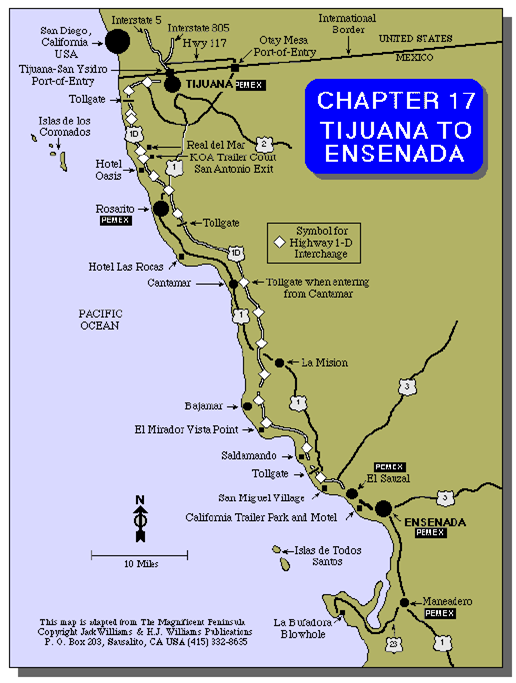 San Diego,
California
USA
Interstate 5
Interstate 805
Hwy 117
International
Border
Otay Mesa
Port-of-Entry
UNITED STATES
MEXICO
Tijuana-San Ysidro
Port-of-Entry
TIJUANA
PEMEX
CHAPTER 17
TIJUANA TO
ENSENADA
Tollgate
Islas de los
Coronados
1D
2
Real del Mar
KOA Trailer Court
San Antonio Exit
Hotel
Oasis
1
Rosarito
PEMEX
Tollgate
Symbol for
Highway 1-D
Interchange
1D
Hotel Las Rocas
Cantamar
Tollgate when entering
from Cantamar
PACIFIC
OCEAN
1
La Mision
3
Bajamar
1
El Mirador Vista Point
Saldamando
PEMEX
Tollgate
El Sauzal
San Miguel Village
3
California Trailer Park and Motel
ENSENADA
PEMEX
N
10 Miles
Islas de Todos
Santos
Maneadero
PEMEX
La Bufadora
Blowhole
23
1
This map is adapted from The Magnificent Peninsula
Copyright Jack Williams & H.J. Williams Publications
P. O. Box 203, Sausalito, CA USA (415) 332-8635